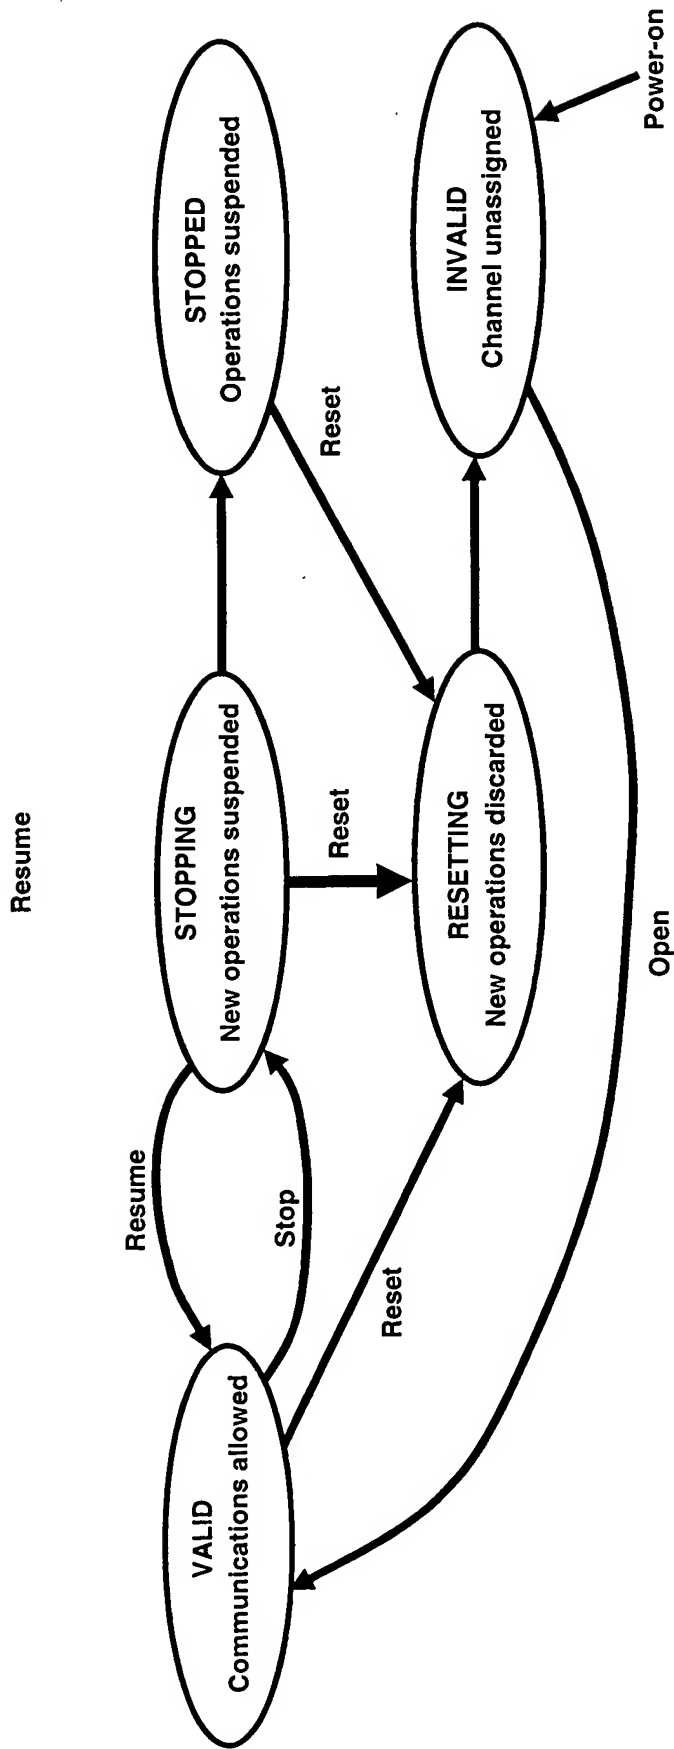 Resume
Resume
Stop
VALID
Communications allowed
STOPPING
New operations suspended
STOPPED
Operations suspended
Reset
Reset
Reset
RESETTING
New operations discarded
INVALID
Channel unassigned
Open
Power-on